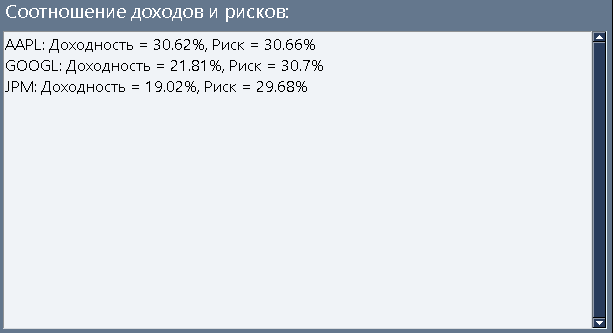 Соотношение доходов и рисков:
AAPL: Доходность = 30.62%, Риск = 30.66%
GOOGL: Доходность = 21.81%, Риск = 30.7%
JPM: Доходность = 19.02%, Риск = 29.68%